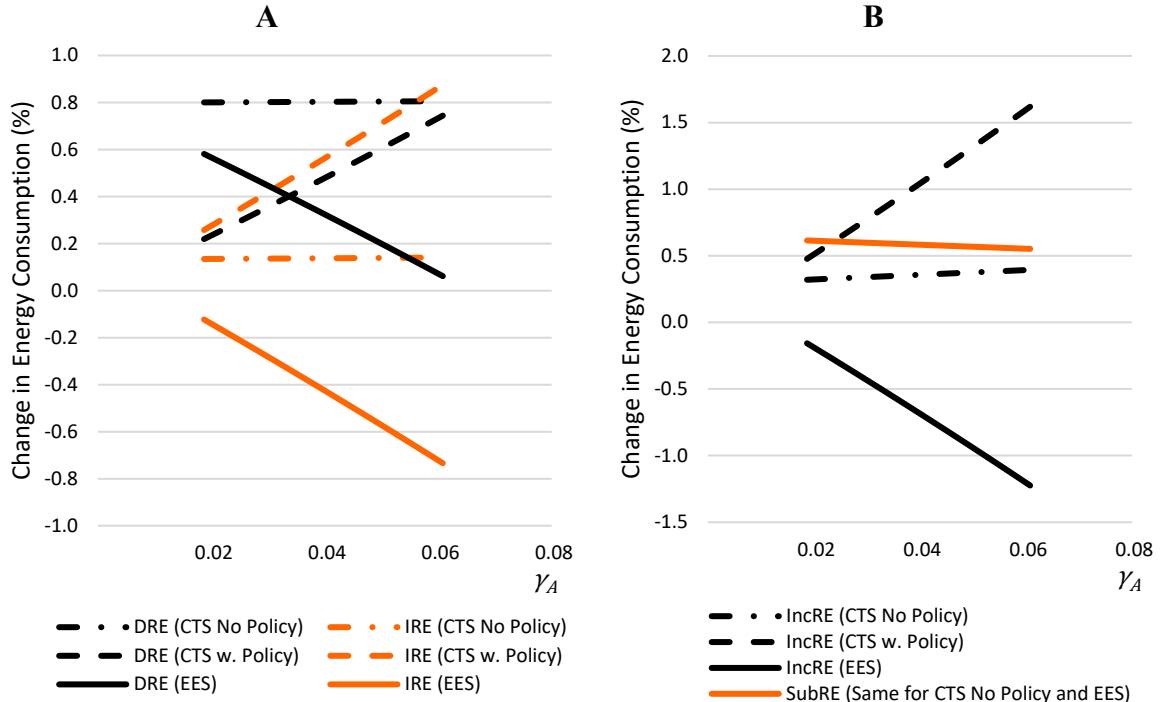 A
Change in Energy Consumption (%)
1.0
0.8
0.6
0.4
0.2
0.0
-0.2
-0.4
-0.6
-0.8
-1.0
0.02 0.04 0.06 0.08
γA
DRE (CTS No Policy) IRE (CTS No Policy)
DRE (CTS w. Policy) IRE (CTS w. Policy)
DRE (EES) IRE (EES)
B
Change in Energy Consumption (%)
2.0
1.5
1.0
0.5
0.0
-0.5
-1.0
-1.5
0.02 0.04 0.06 0.08
γA
IncRE (CTS No Policy)
IncRE (CTS w. Policy)
IncRE (EES)
SubRE (Same for CTS No Policy and EES)